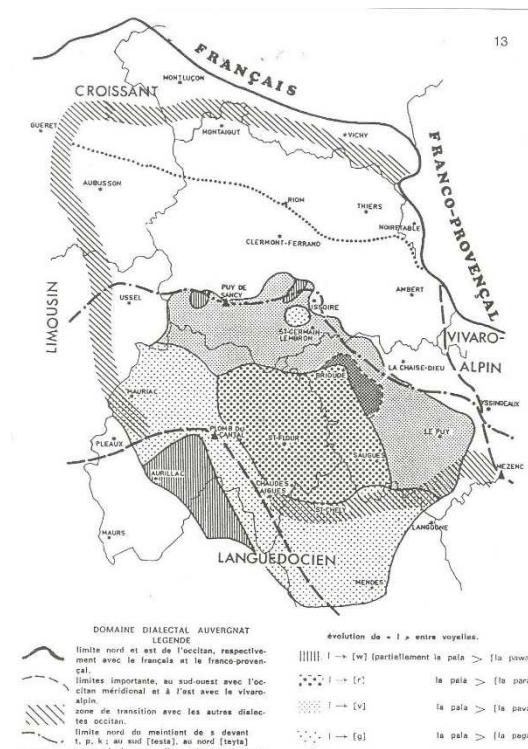 13
FRANÇAIS
MONTLUÇON
CROISSANT
GUERET
MONTAIGUT
VICHY
FRANCO-PROVENÇAL
AUBUSSON
RIOM
THIERS
NOIRETABLE
CLERMONT-FERRAND
PUY DE SANCY
AMBERT
USSEL
ISSOIRE
LIMOUSIN
ST-GERMAIN LEMBRON
VIVARO-ALPIN
LA CHAISE-DIEU
BRIOUDE
YSSINGEAUX
MAURIAC
PLOMB DU CANTAL
ST-FLOUR
LE PUY
PLEAUX
SAUGUES
MEZENC
AURILLAC
CHAUDES AIGUES
ST-CHELY
LANGOGNE
MAURS
LANGUEDOCIEN
MENDES
DOMAINE DIALECTAL AUVERGNAT
LEGENDE
limite nord et est de l'occitan, respective-
ment avec le français et le franco-proven-
çal.
limites importante, au sud-ouest avec l'oc-
citan méridional et à l'est avec le vivaro-
alpin.
zone de transition avec les autres dialec-
tes occitan.
limite nord du meintien de s devant
t, p, k ; au sud [testa], au nord [teyta]
évolution de « l » entre voyelles.
l → [w] (partiellement la pala > [la pawa
l → [r] la pala > [la para
l → [v] la pala > [la pava
l → [g] la pala > [la paga